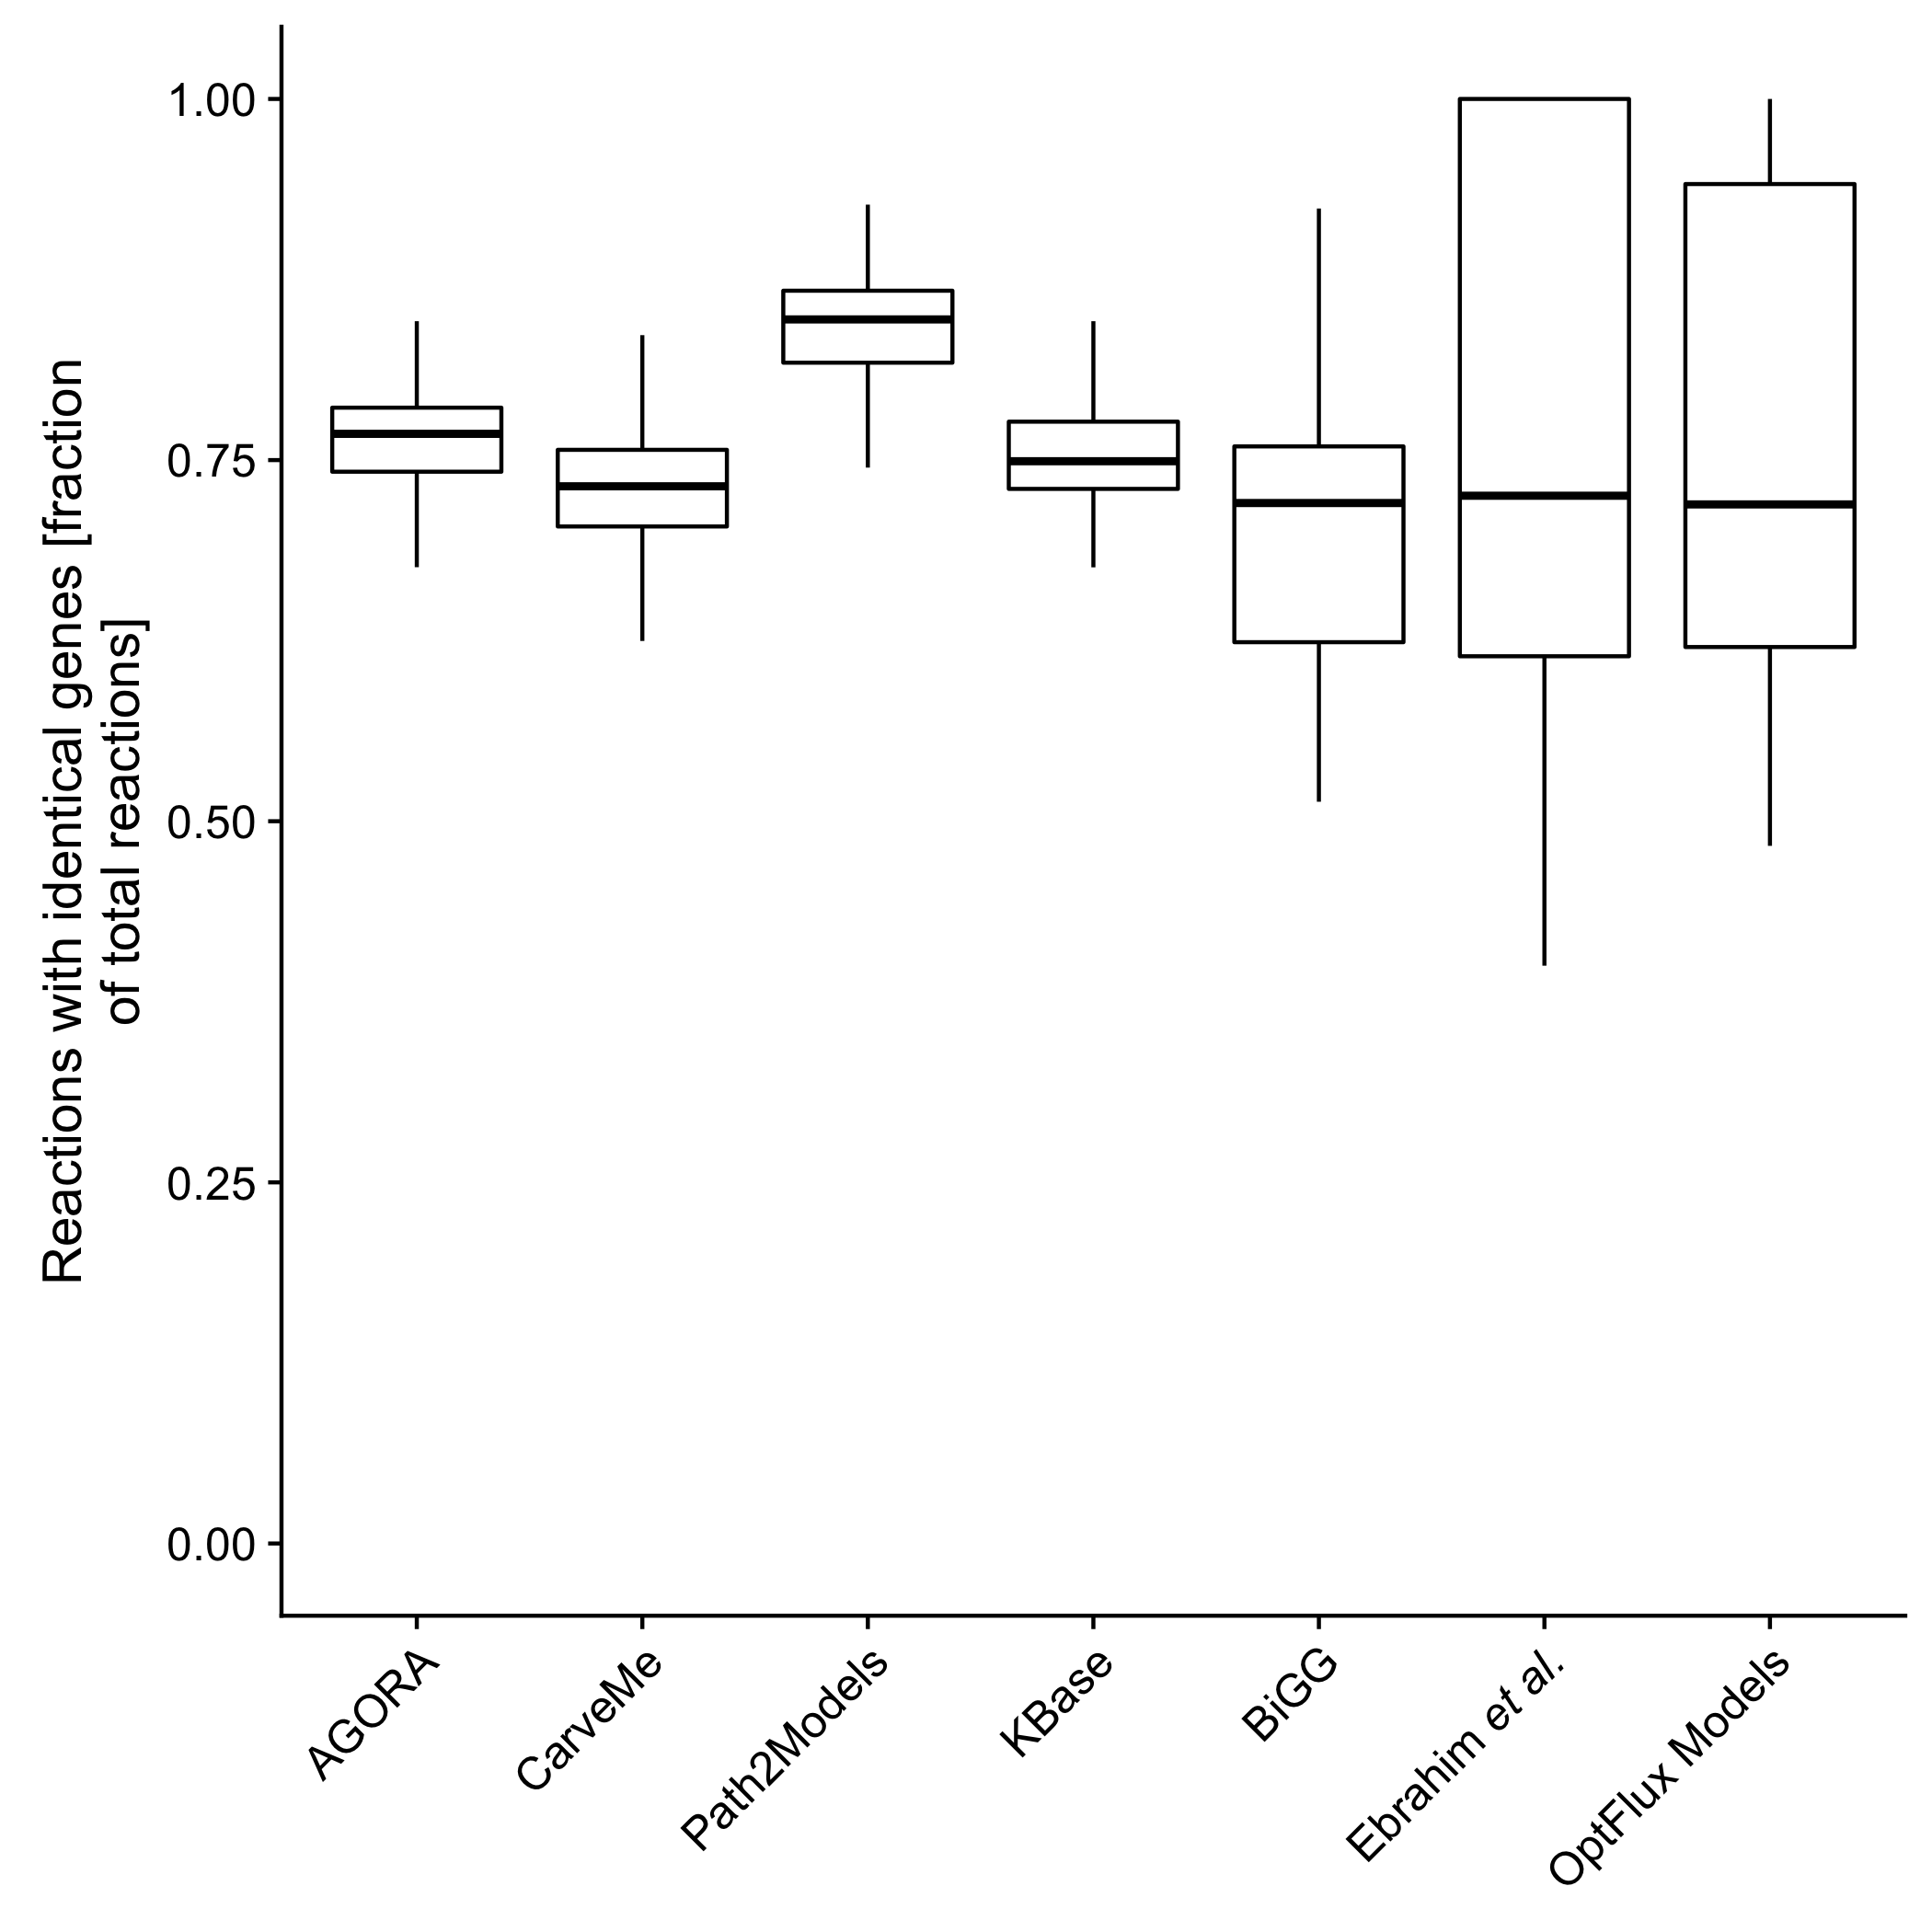 Reactions with identical genes [fraction
of total reactions]
1.00
0.75
0.50
0.25
0.00
AGORA
CarveMe
Path2Models
KBase
BiGG
Ebrahim et al.
OptFlux Models